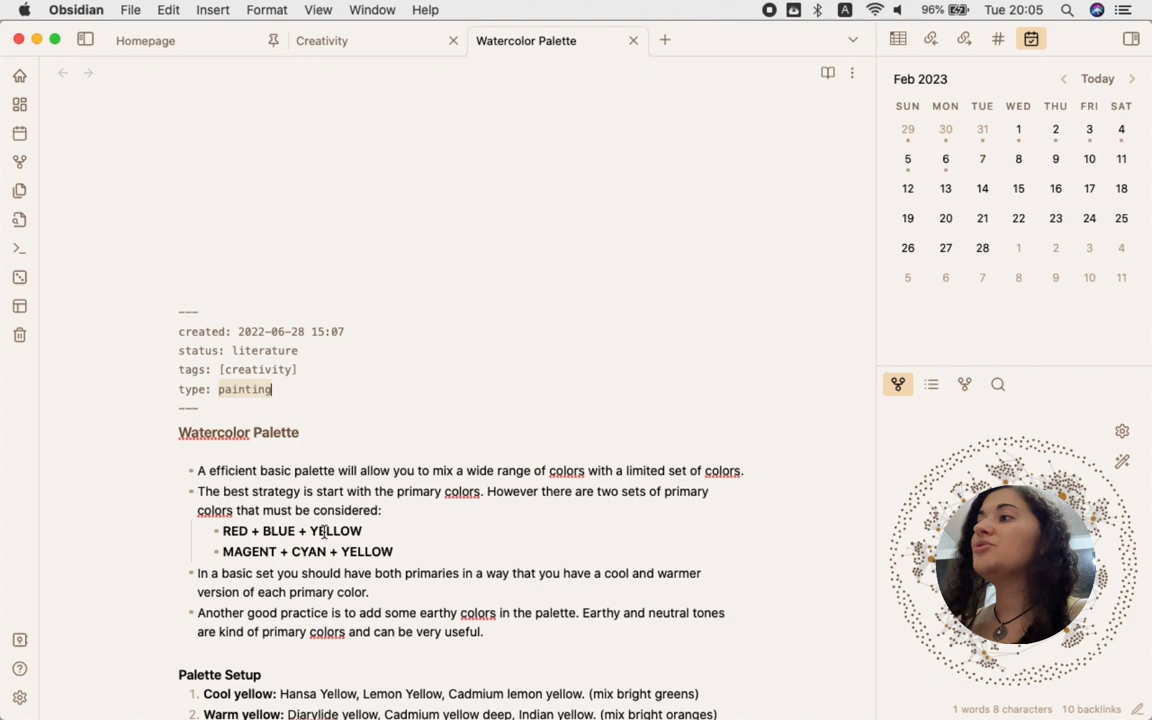 Obsidian File Edit Insert Format View Window Help
A 96% Tue 20:05
Homepage Creativity Watercolor Palette
Feb 2023 Today
SUN MON TUE WED THU FRI SAT
29 30 31 1 2 3 4
5 6 7 8 9 10 11
12 13 14 15 16 17 18
19 20 21 22 23 24 25
26 27 28 1 2 3 4
5 6 7 8 9 10 11
---
created: 2022-06-28 15:07
status: literature
tags: [creativity]
type: painting
---
Watercolor Palette
A efficient basic palette will allow you to mix a wide range of colors with a limited set of colors.
The best strategy is start with the primary colors. However there are two sets of primary
colors that must be considered:
RED + BLUE + YELLOW
MAGENT + CYAN + YELLOW
In a basic set you should have both primaries in a way that you have a cool and warmer
version of each primary color.
Another good practice is to add some earthy colors in the palette. Earthy and neutral tones
are kind of primary colors and can be very useful.
Palette Setup
1. Cool yellow: Hansa Yellow, Lemon Yellow, Cadmium lemon yellow. (mix bright greens)
2. Warm yellow: Diarylide yellow, Cadmium yellow deep, Indian yellow. (mix bright oranges)
1 words 8 characters 10 backlinks